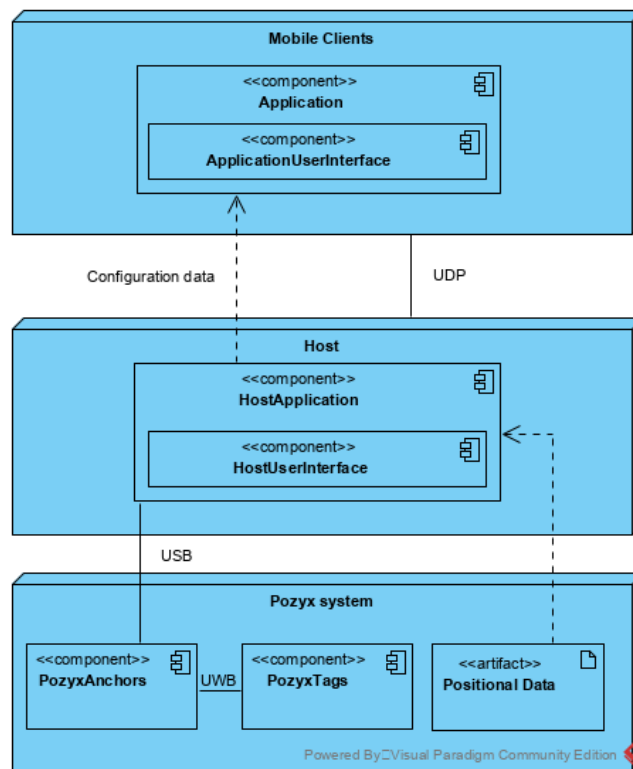 Mobile Clients
<<component>>
Application
<<component>>
ApplicationUserInterface
Configuration data
UDP
Host
<<component>>
HostApplication
<<component>>
HostUserInterface
USB
Pozyx system
<<component>>
PozyxAnchors
UWB
<<component>>
PozyxTags
<<artifact>>
Positional Data
Powered By Visual Paradigm Community Edition